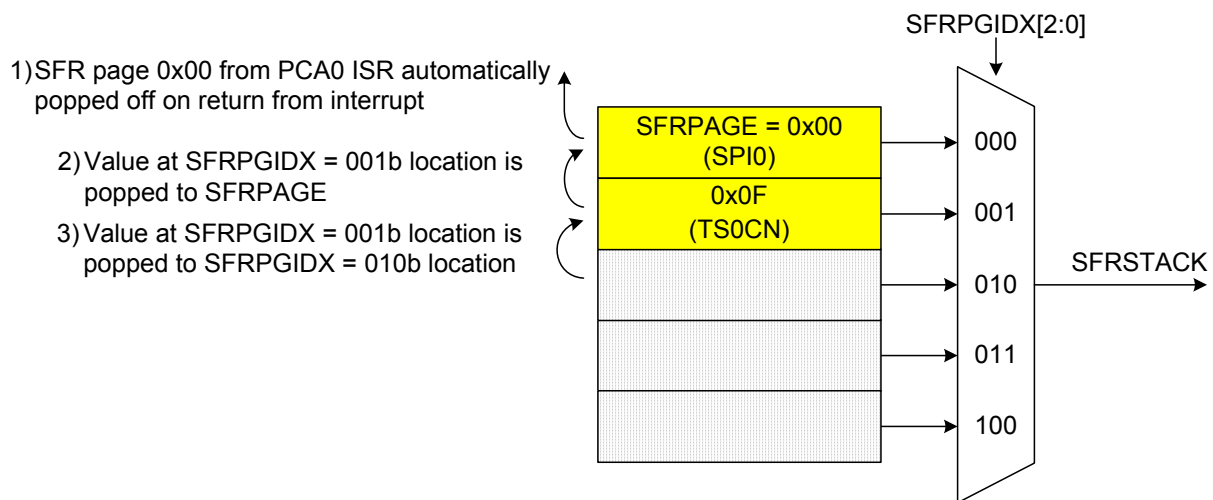 SFRPGIDX[2:0]
1) SFR page 0x00 from PCA0 ISR automatically
popped off on return from interrupt
2) Value at SFRPGIDX = 001b location is
popped to SFRPAGE
3) Value at SFRPGIDX = 001b location is
popped to SFRPGIDX = 010b location
SFRPAGE = 0x00
(SPI0)
0x0F
(TS0CN)
000
001
010
011
100
SFRSTACK